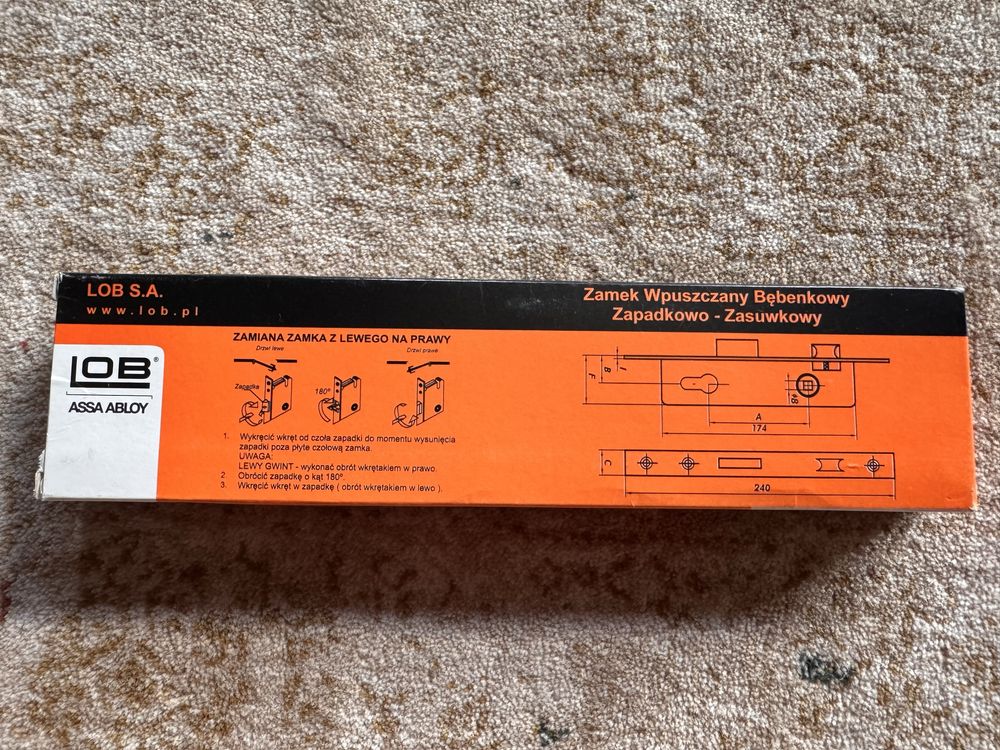 LOB S.A.
www.lob.pl
Zamek Wpuszczany Bębenkowy
Zapadkowo - Zasuwkowy
LOB®
ASSA ABLOY
ZAMIANA ZAMKA Z LEWEGO NA PRAWY
Drzwi lewe
Drzwi prawe
Zapadka
180°
1. Wykręcić wkręt od czoła zapadki do momentu wysunięcia
zapadki poza płytę czołową zamka.
UWAGA:
LEWY GWINT - wykonać obrót wkrętakiem w prawo.
2. Obrócić zapadkę o kąt 180°.
3. Wkręcić wkręt w zapadkę ( obrót wkrętakiem w lewo ).
F
B
A
174
C
240